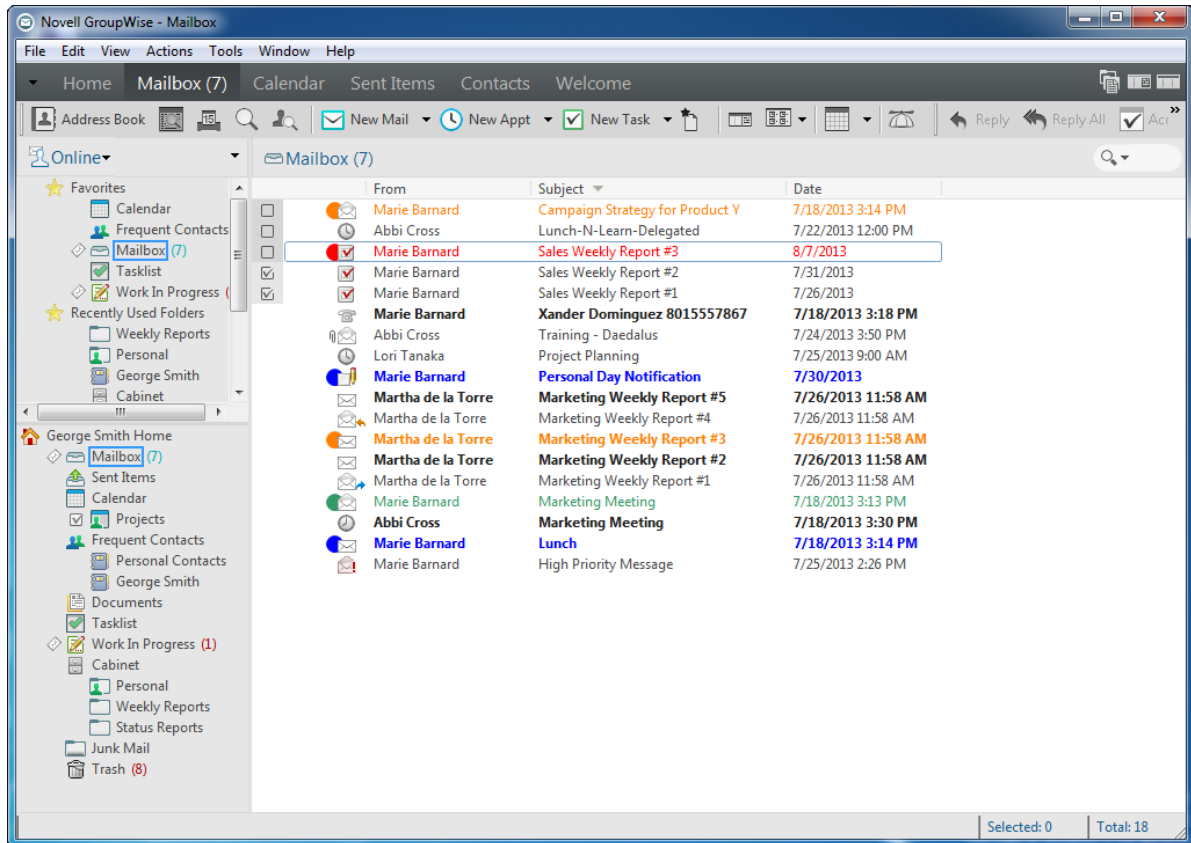 Novell GroupWise - Mailbox
File Edit View Actions Tools Window Help
Home Mailbox (7) Calendar Sent Items Contacts Welcome
Address Book 15 New Mail New Appt New Task Reply Reply All Acc
Online
Mailbox (7)
Favorites
Calendar
Frequent Contacts
Mailbox (7)
Tasklist
Work In Progress (
Recently Used Folders
Weekly Reports
Personal
George Smith
Cabinet
George Smith Home
Mailbox (7)
Sent Items
Calendar
Projects
Frequent Contacts
Personal Contacts
George Smith
Documents
Tasklist
Work In Progress (1)
Cabinet
Personal
Weekly Reports
Status Reports
Junk Mail
Trash (8)
From Subject Date
Marie Barnard Campaign Strategy for Product Y 7/18/2013 3:14 PM
Abbi Cross Lunch-N-Learn-Delegated 7/22/2013 12:00 PM
Marie Barnard Sales Weekly Report #3 8/7/2013
Marie Barnard Sales Weekly Report #2 7/31/2013
Marie Barnard Sales Weekly Report #1 7/26/2013
Marie Barnard Xander Dominguez 8015557867 7/18/2013 3:18 PM
Abbi Cross Training - Daedalus 7/24/2013 3:50 PM
Lori Tanaka Project Planning 7/25/2013 9:00 AM
Marie Barnard Personal Day Notification 7/30/2013
Martha de la Torre Marketing Weekly Report #5 7/26/2013 11:58 AM
Martha de la Torre Marketing Weekly Report #4 7/26/2013 11:58 AM
Martha de la Torre Marketing Weekly Report #3 7/26/2013 11:58 AM
Martha de la Torre Marketing Weekly Report #2 7/26/2013 11:58 AM
Martha de la Torre Marketing Weekly Report #1 7/26/2013 11:58 AM
Marie Barnard Marketing Meeting 7/18/2013 3:13 PM
Abbi Cross Marketing Meeting 7/18/2013 3:30 PM
Marie Barnard Lunch 7/18/2013 3:14 PM
Marie Barnard High Priority Message 7/25/2013 2:26 PM
Selected: 0 Total: 18